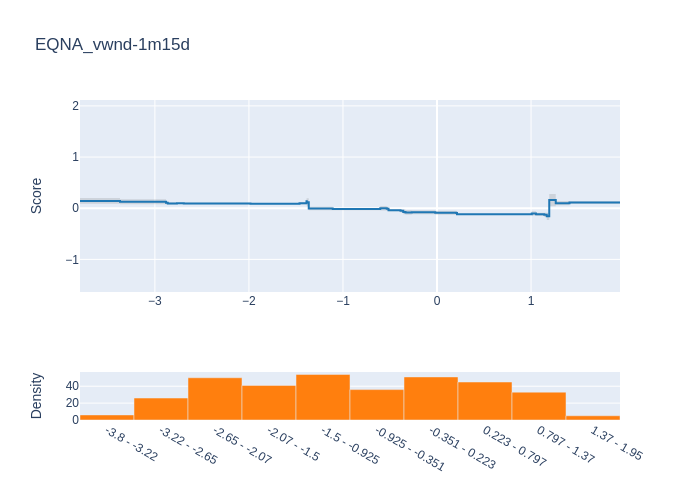 EQNA_vwnd-1m15d
Score
2
1
0
−1
−3
−2
−1
0
1
Density
40
20
0
-3.8 - -3.22
-3.22 - -2.65
-2.65 - -2.07
-2.07 - -1.5
-1.5 - -0.925
-0.925 - -0.351
-0.351 - 0.223
0.223 - 0.797
0.797 - 1.37
1.37 - 1.95